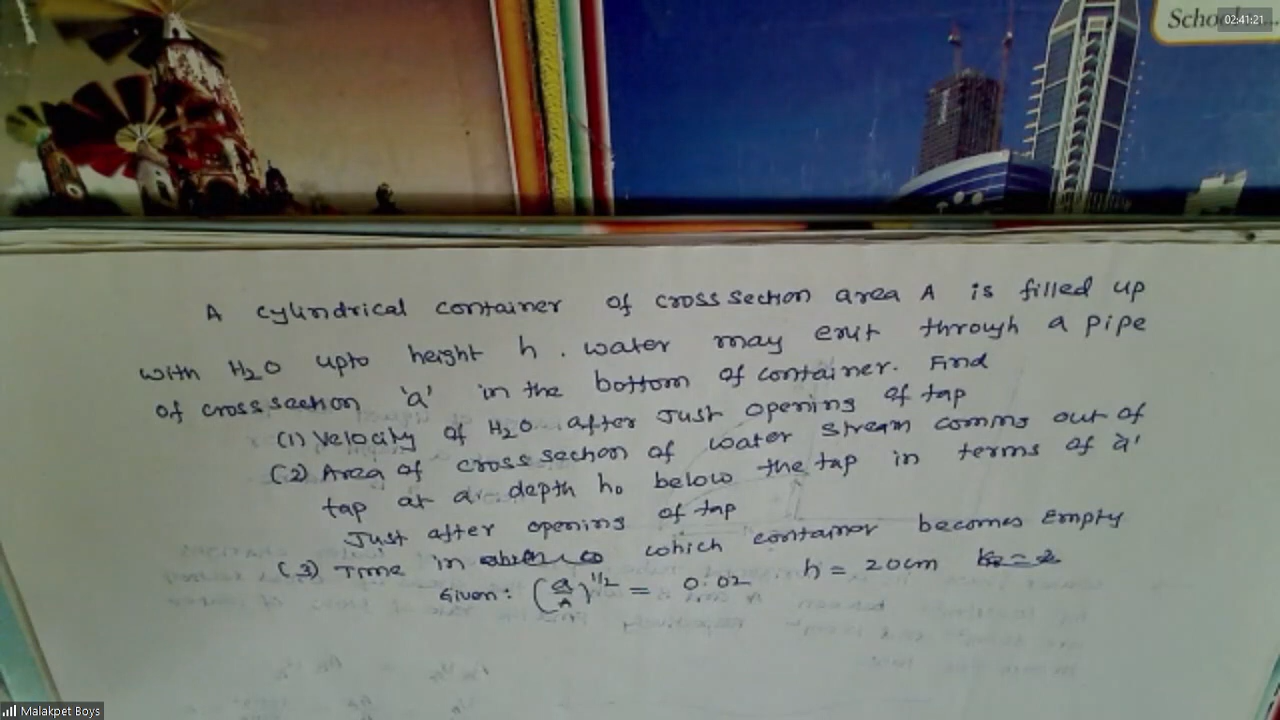 School
02:41:21
A cylindrical container of cross section area A is filled up
with H2O upto height h. water may exit through a pipe
of cross section 'a' in the bottom of container. Find
(1) Velocity of H2O after Just opening of tap
(2) Area of cross section of water stream coming out of
tap at a depth h₀ below the tap in terms of 'a'
Just after opening of tap
(3) Time in which container becomes Empty
Given: (a/A)^1/2 = 0.02 h = 20cm
Malakpet Boys